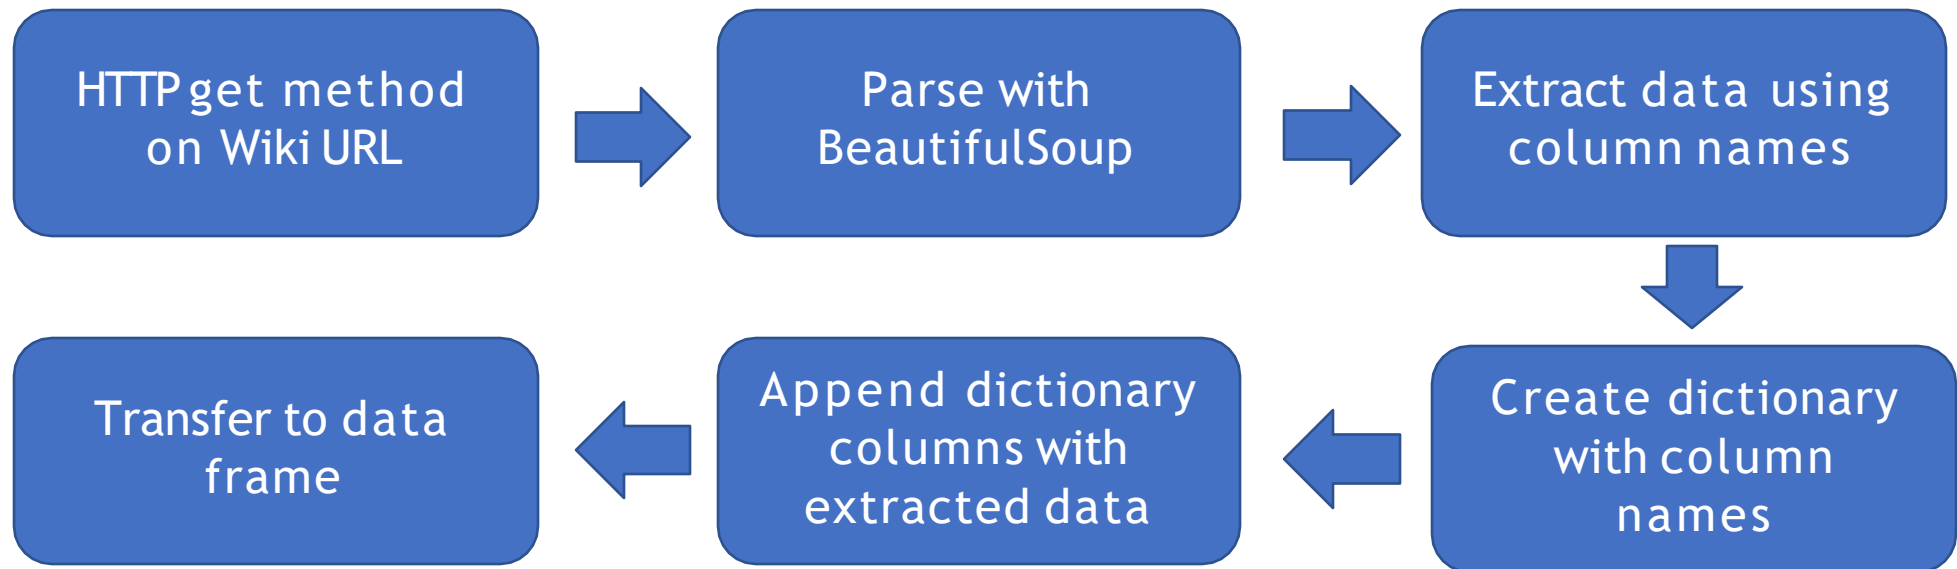 HTTP get method
on Wiki URL
Parse with
BeautifulSoup
Extract data using
column names
Create dictionary
with column
names
Append dictionary
columns with
extracted data
Transfer to data
frame